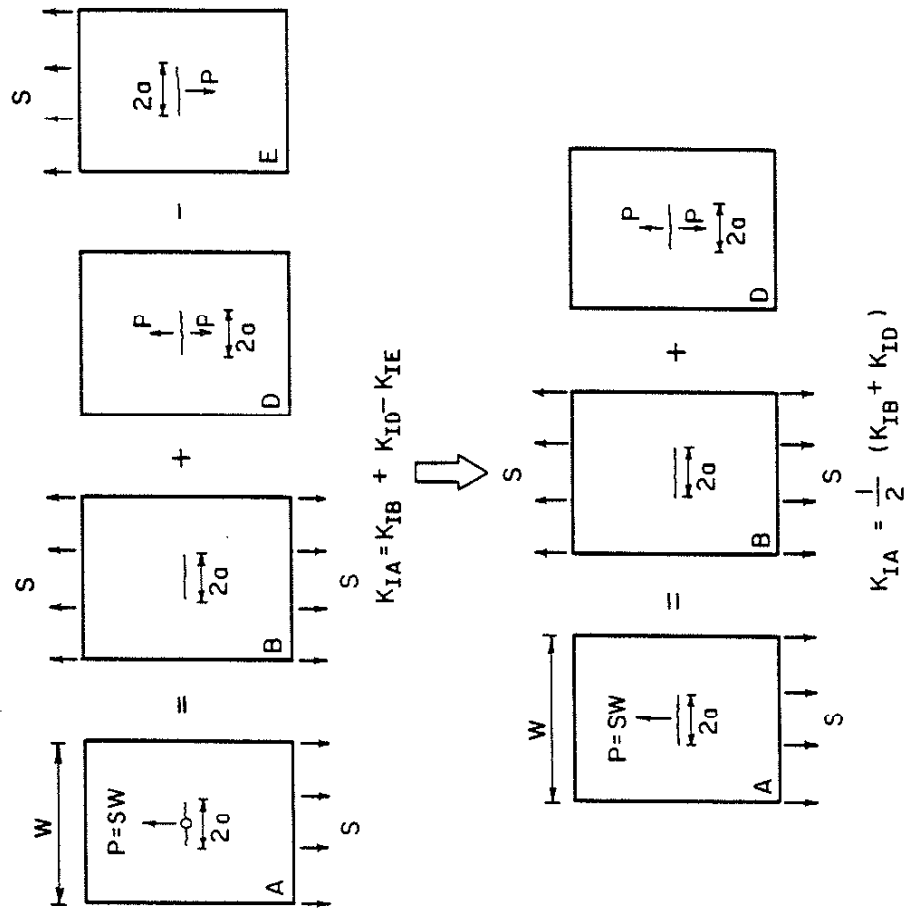 W
P=SW
2a
A
S
=
S
2a
B
S
+
P
P
2a
D
−
S
2a
P
E
K_IA = K_IB + K_ID − K_IE
W
P=SW
2a
A
S
=
S
2a
B
S
+
P
P
2a
D
K_IA = 1/2 (K_IB + K_ID)